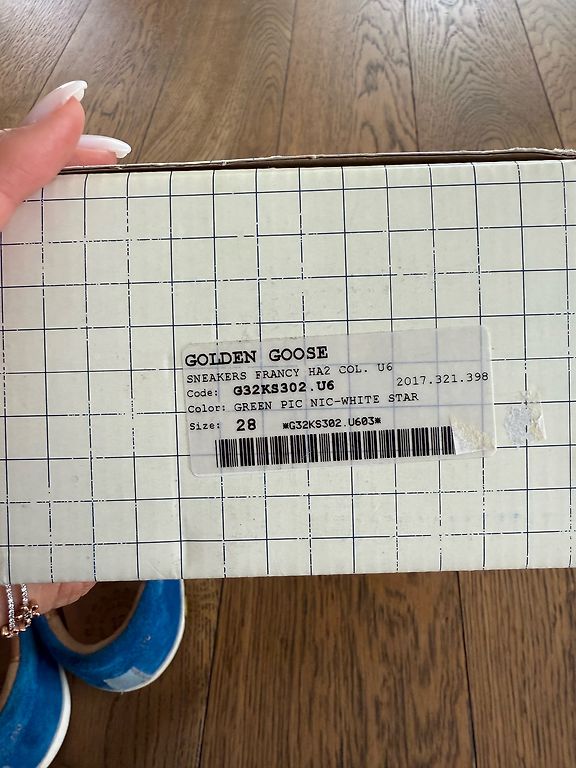 GOLDEN GOOSE
SNEAKERS FRANCY HA2 COL. U6
Code: G32KS302.U6 2017.321.398
Color: GREEN PIC NIC-WHITE STAR
Size: 28 *G32KS302.U603*